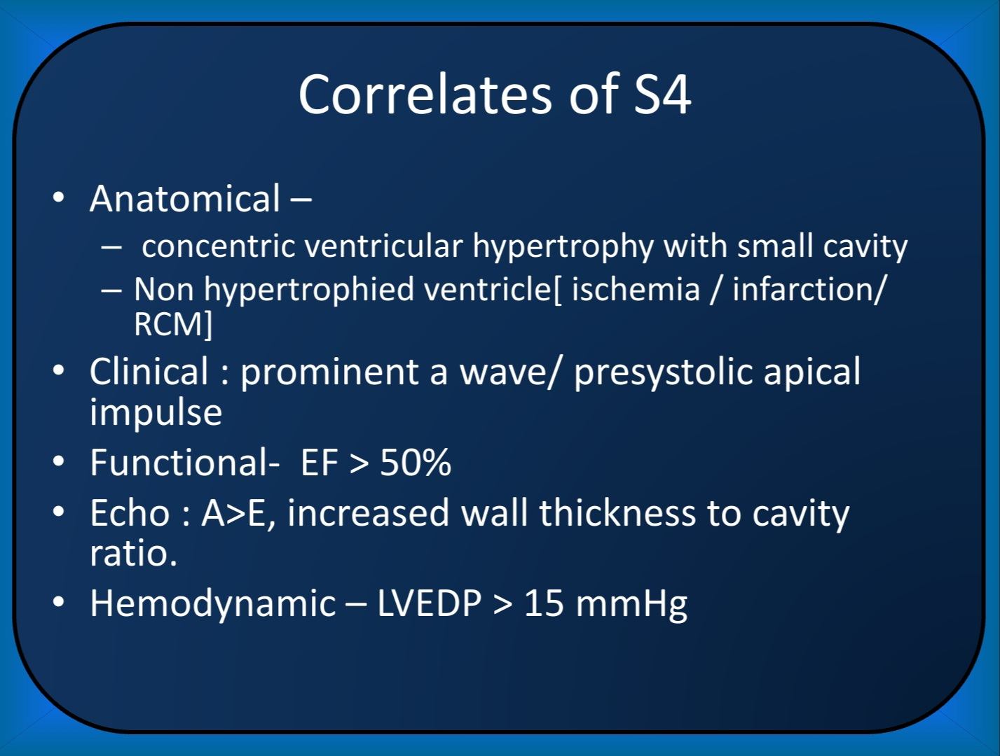 Correlates of S4
• Anatomical –
– concentric ventricular hypertrophy with small cavity
– Non hypertrophied ventricle[ ischemia / infarction/
RCM]
• Clinical : prominent a wave/ presystolic apical
impulse
• Functional-  EF > 50%
• Echo : A>E, increased wall thickness to cavity
ratio.
• Hemodynamic – LVEDP > 15 mmHg